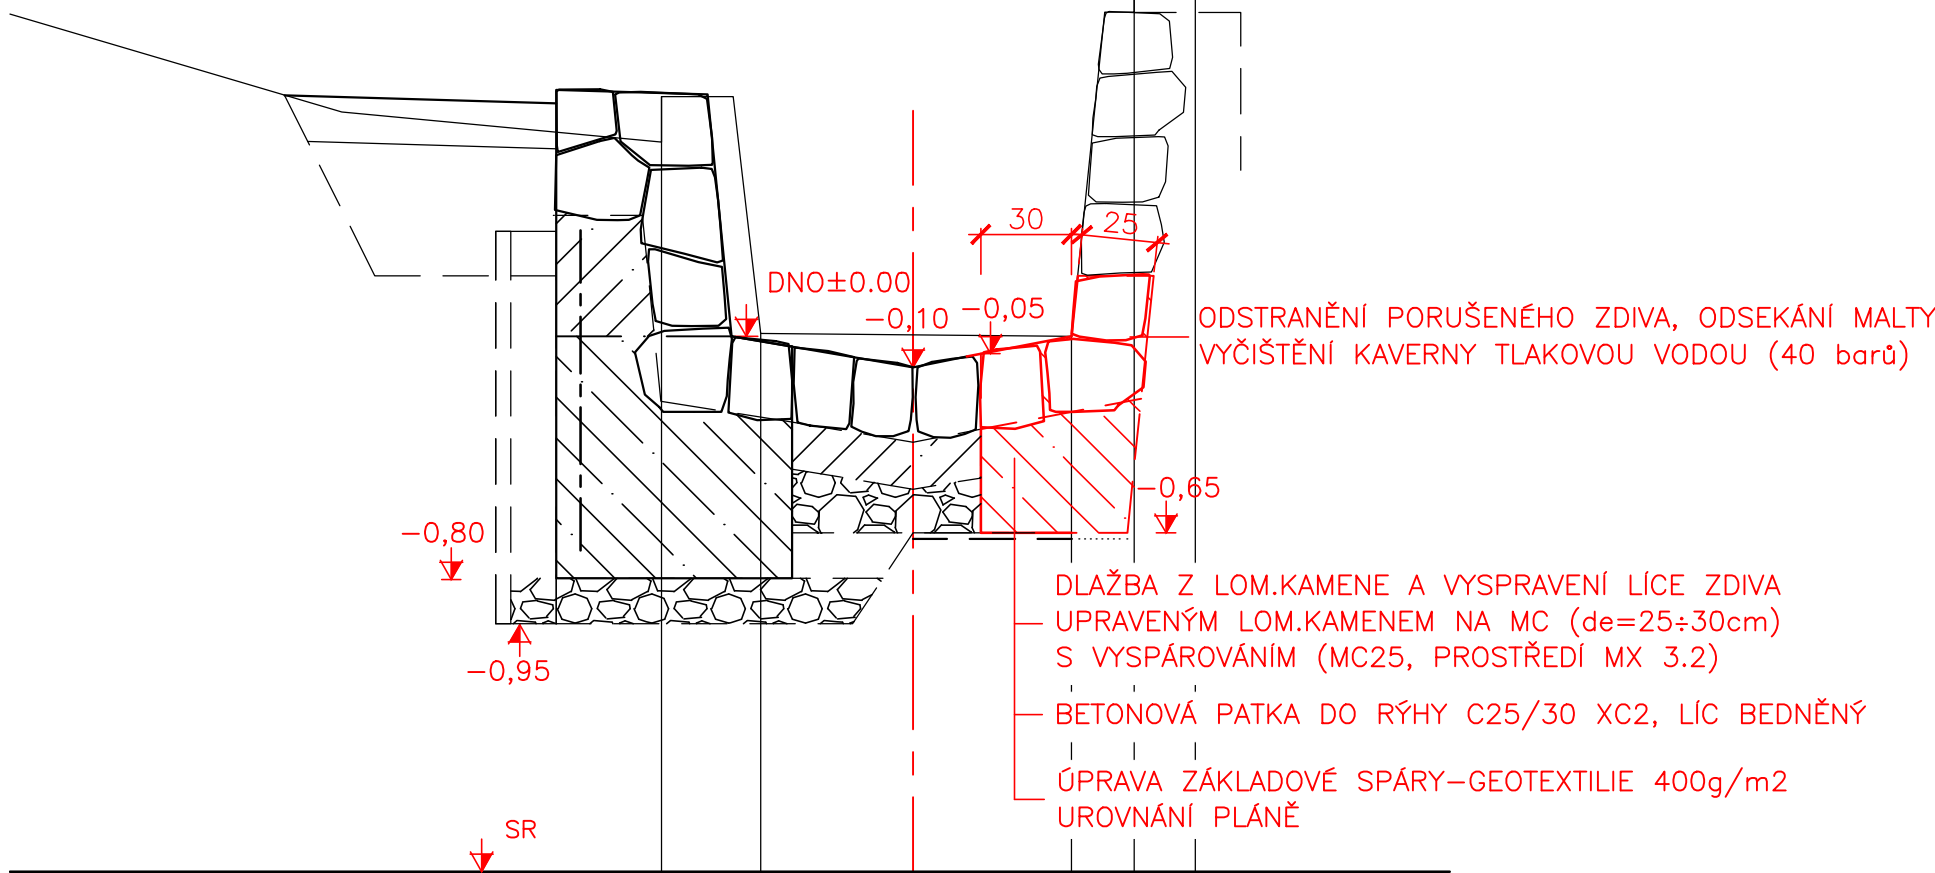 30
25
DNO±0.00
-0,10
-0,05
ODSTRANĚNÍ PORUŠENÉHO ZDIVA, ODSEKÁNÍ MALTY
VYČIŠTĚNÍ KAVERNY TLAKOVOU VODOU (40 barů)
-0,65
-0,80
DLAŽBA Z LOM.KAMENE A VYSPRAVENÍ LÍCE ZDIVA
UPRAVENÝM LOM.KAMENEM NA MC (de=25÷30cm)
S VYSPÁROVÁNÍM (MC25, PROSTŘEDÍ MX 3.2)
-0,95
BETONOVÁ PATKA DO RÝHY C25/30 XC2, LÍC BEDNĚNÝ
ÚPRAVA ZÁKLADOVÉ SPÁRY-GEOTEXTILIE 400g/m2
UROVNÁNÍ PLÁNĚ
SR